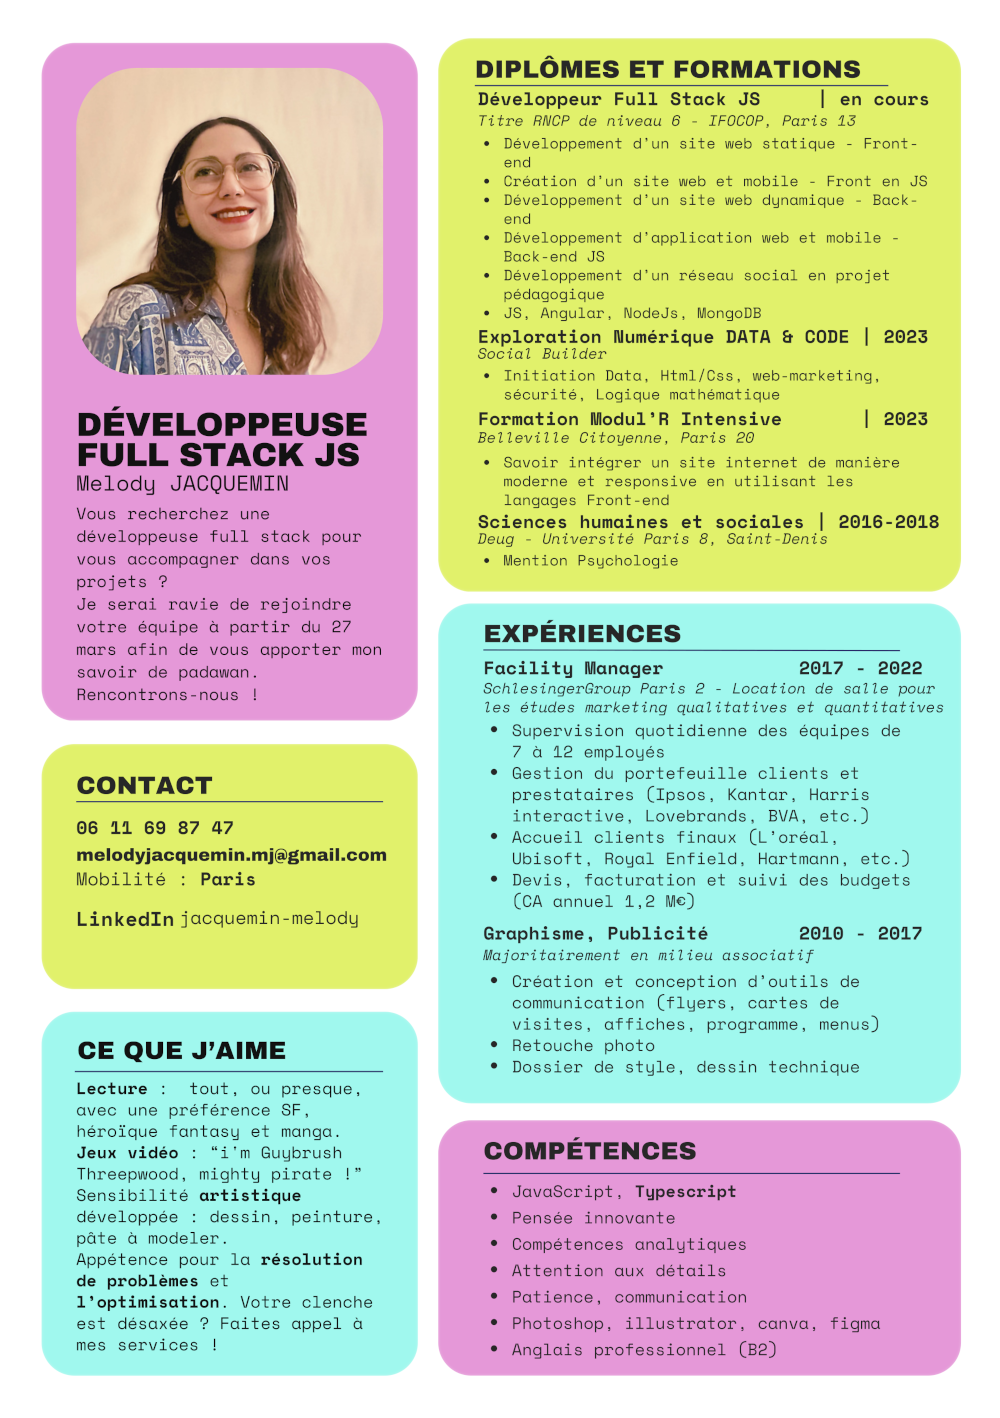 DÉVELOPPEUSE
FULL STACK JS
Melody JACQUEMIN
Vous recherchez une
développeuse full stack pour
vous accompagner dans vos
projets ?
Je serai ravie de rejoindre
votre équipe à partir du 27
mars afin de vous apporter mon
savoir de padawan.
Rencontrons-nous !
CONTACT
06 11 69 87 47
melodyjacquemin.mj@gmail.com
Mobilité : Paris
LinkedIn jacquemin-melody
CE QUE J’AIME
Lecture :  tout, ou presque,
avec une préférence SF,
héroïque fantasy et manga.
Jeux vidéo : “i'm Guybrush
Threepwood, mighty pirate !”
Sensibilité artistique
développée : dessin, peinture,
pâte à modeler.
Appétence pour la résolution
de problèmes et
l’optimisation. Votre clenche
est désaxée ? Faites appel à
mes services !
DIPLÔMES ET FORMATIONS
Développeur Full Stack JS | en cours
Titre RNCP de niveau 6 - IFOCOP, Paris 13
• Développement d’un site web statique - Front-
end
• Création d’un site web et mobile - Front en JS
• Développement d’un site web dynamique - Back-
end
• Développement d’application web et mobile -
Back-end JS
• Développement d’un réseau social en projet
pédagogique
• JS, Angular, NodeJs, MongoDB
Exploration Numérique DATA & CODE | 2023
Social Builder
• Initiation Data, Html/Css, web-marketing,
sécurité, Logique mathématique
Formation Modul’R Intensive | 2023
Belleville Citoyenne, Paris 20
• Savoir intégrer un site internet de manière
moderne et responsive en utilisant les
langages Front-end
Sciences humaines et sociales | 2016-2018
Deug - Université Paris 8, Saint-Denis
• Mention Psychologie
EXPÉRIENCES
Facility Manager 2017 - 2022
SchlesingerGroup Paris 2 - Location de salle pour
les études marketing qualitatives et quantitatives
• Supervision quotidienne des équipes de
7 à 12 employés
• Gestion du portefeuille clients et
prestataires (Ipsos, Kantar, Harris
interactive, Lovebrands, BVA, etc.)
• Accueil clients finaux (L’oréal,
Ubisoft, Royal Enfield, Hartmann, etc.)
• Devis, facturation et suivi des budgets
(CA annuel 1,2 M€)
Graphisme, Publicité 2010 - 2017
Majoritairement en milieu associatif
• Création et conception d’outils de
communication (flyers, cartes de
visites, affiches, programme, menus)
• Retouche photo
• Dossier de style, dessin technique
COMPÉTENCES
• JavaScript, Typescript
• Pensée innovante
• Compétences analytiques
• Attention aux détails
• Patience, communication
• Photoshop, illustrator, canva, figma
• Anglais professionnel (B2)